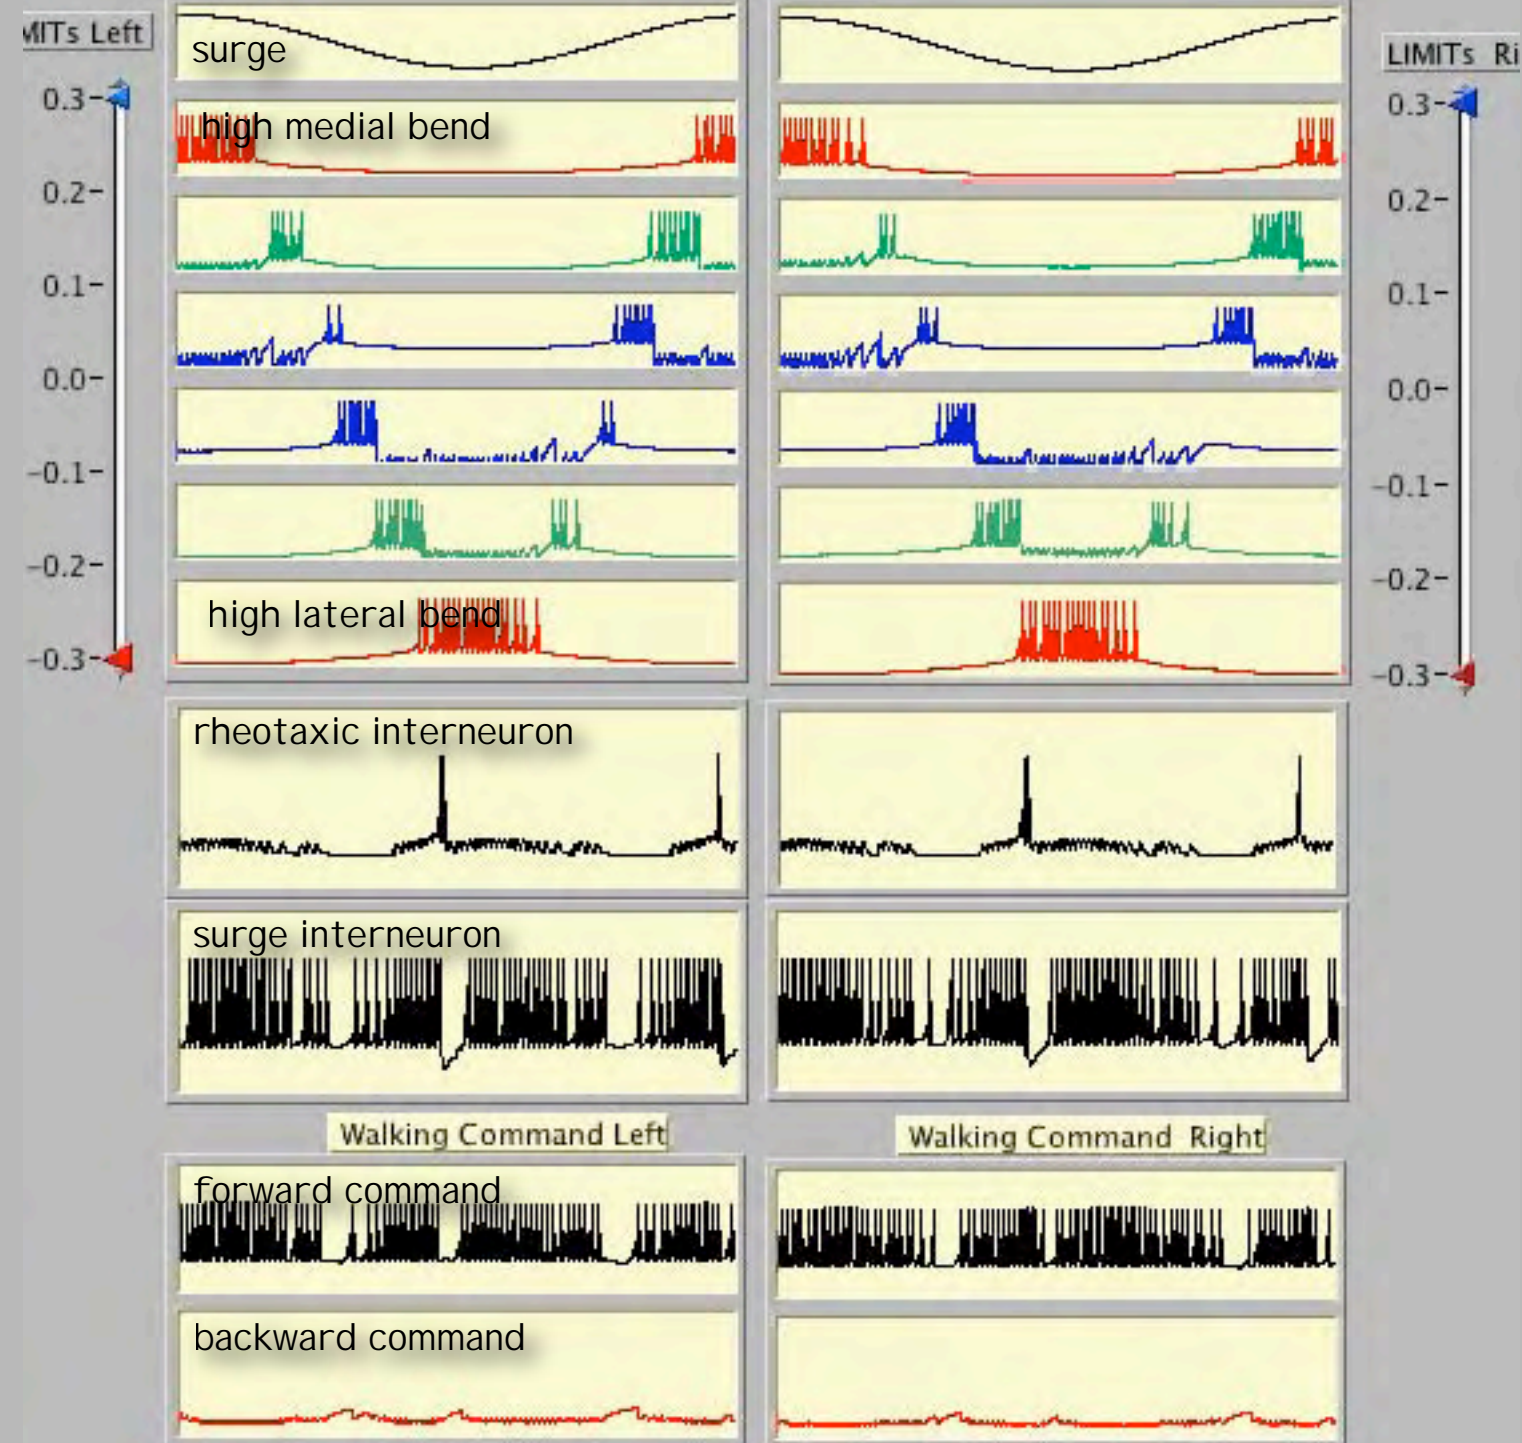 MITs Left
surge
LIMITs Ri
0.3
0.2
0.1
0.0
-0.1
-0.2
-0.3
0.3
0.2
0.1
0.0
-0.1
-0.2
-0.3
high medial bend
high lateral bend
rheotaxic interneuron
surge interneuron
Walking Command Left
Walking Command Right
forward command
backward command